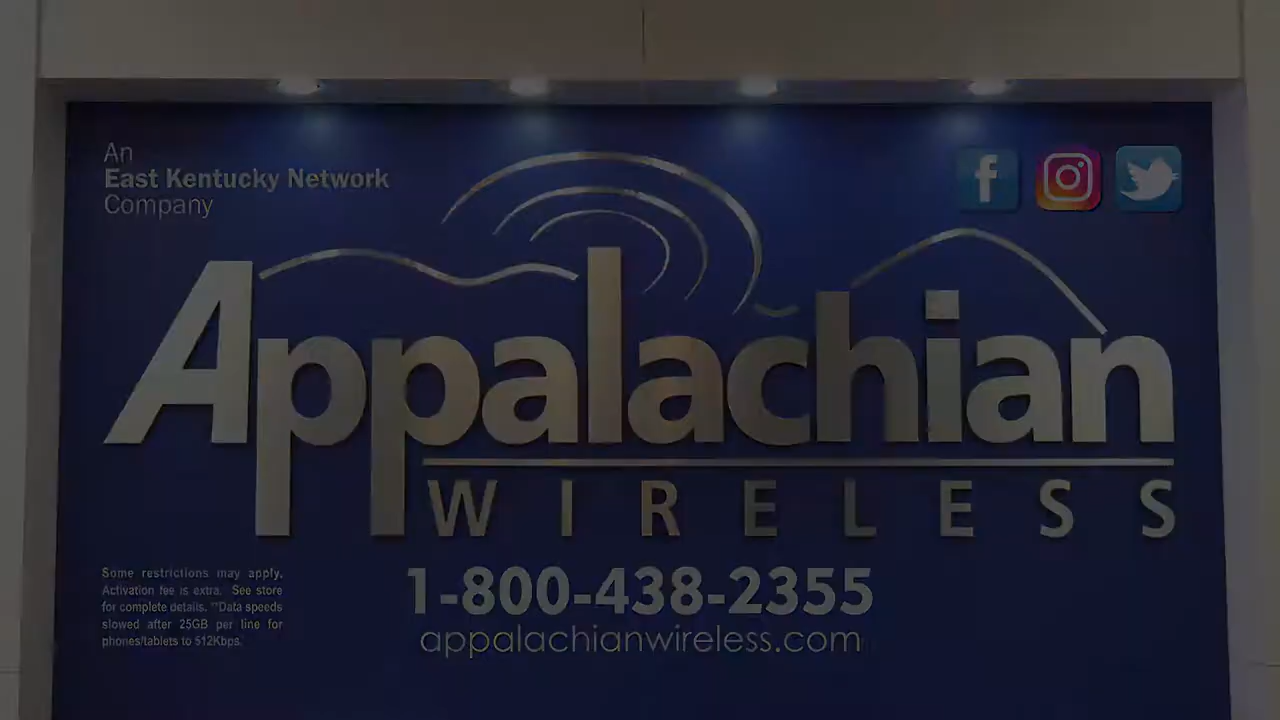 An
East Kentucky Network
Company
Appalachian
WIRELESS
1-800-438-2355
appalachianwireless.com
Some restrictions may apply.
Activation fee is extra. See store
for complete details. **Data speeds
slowed after 25GB per line for
phones/tablets to 512Kbps.